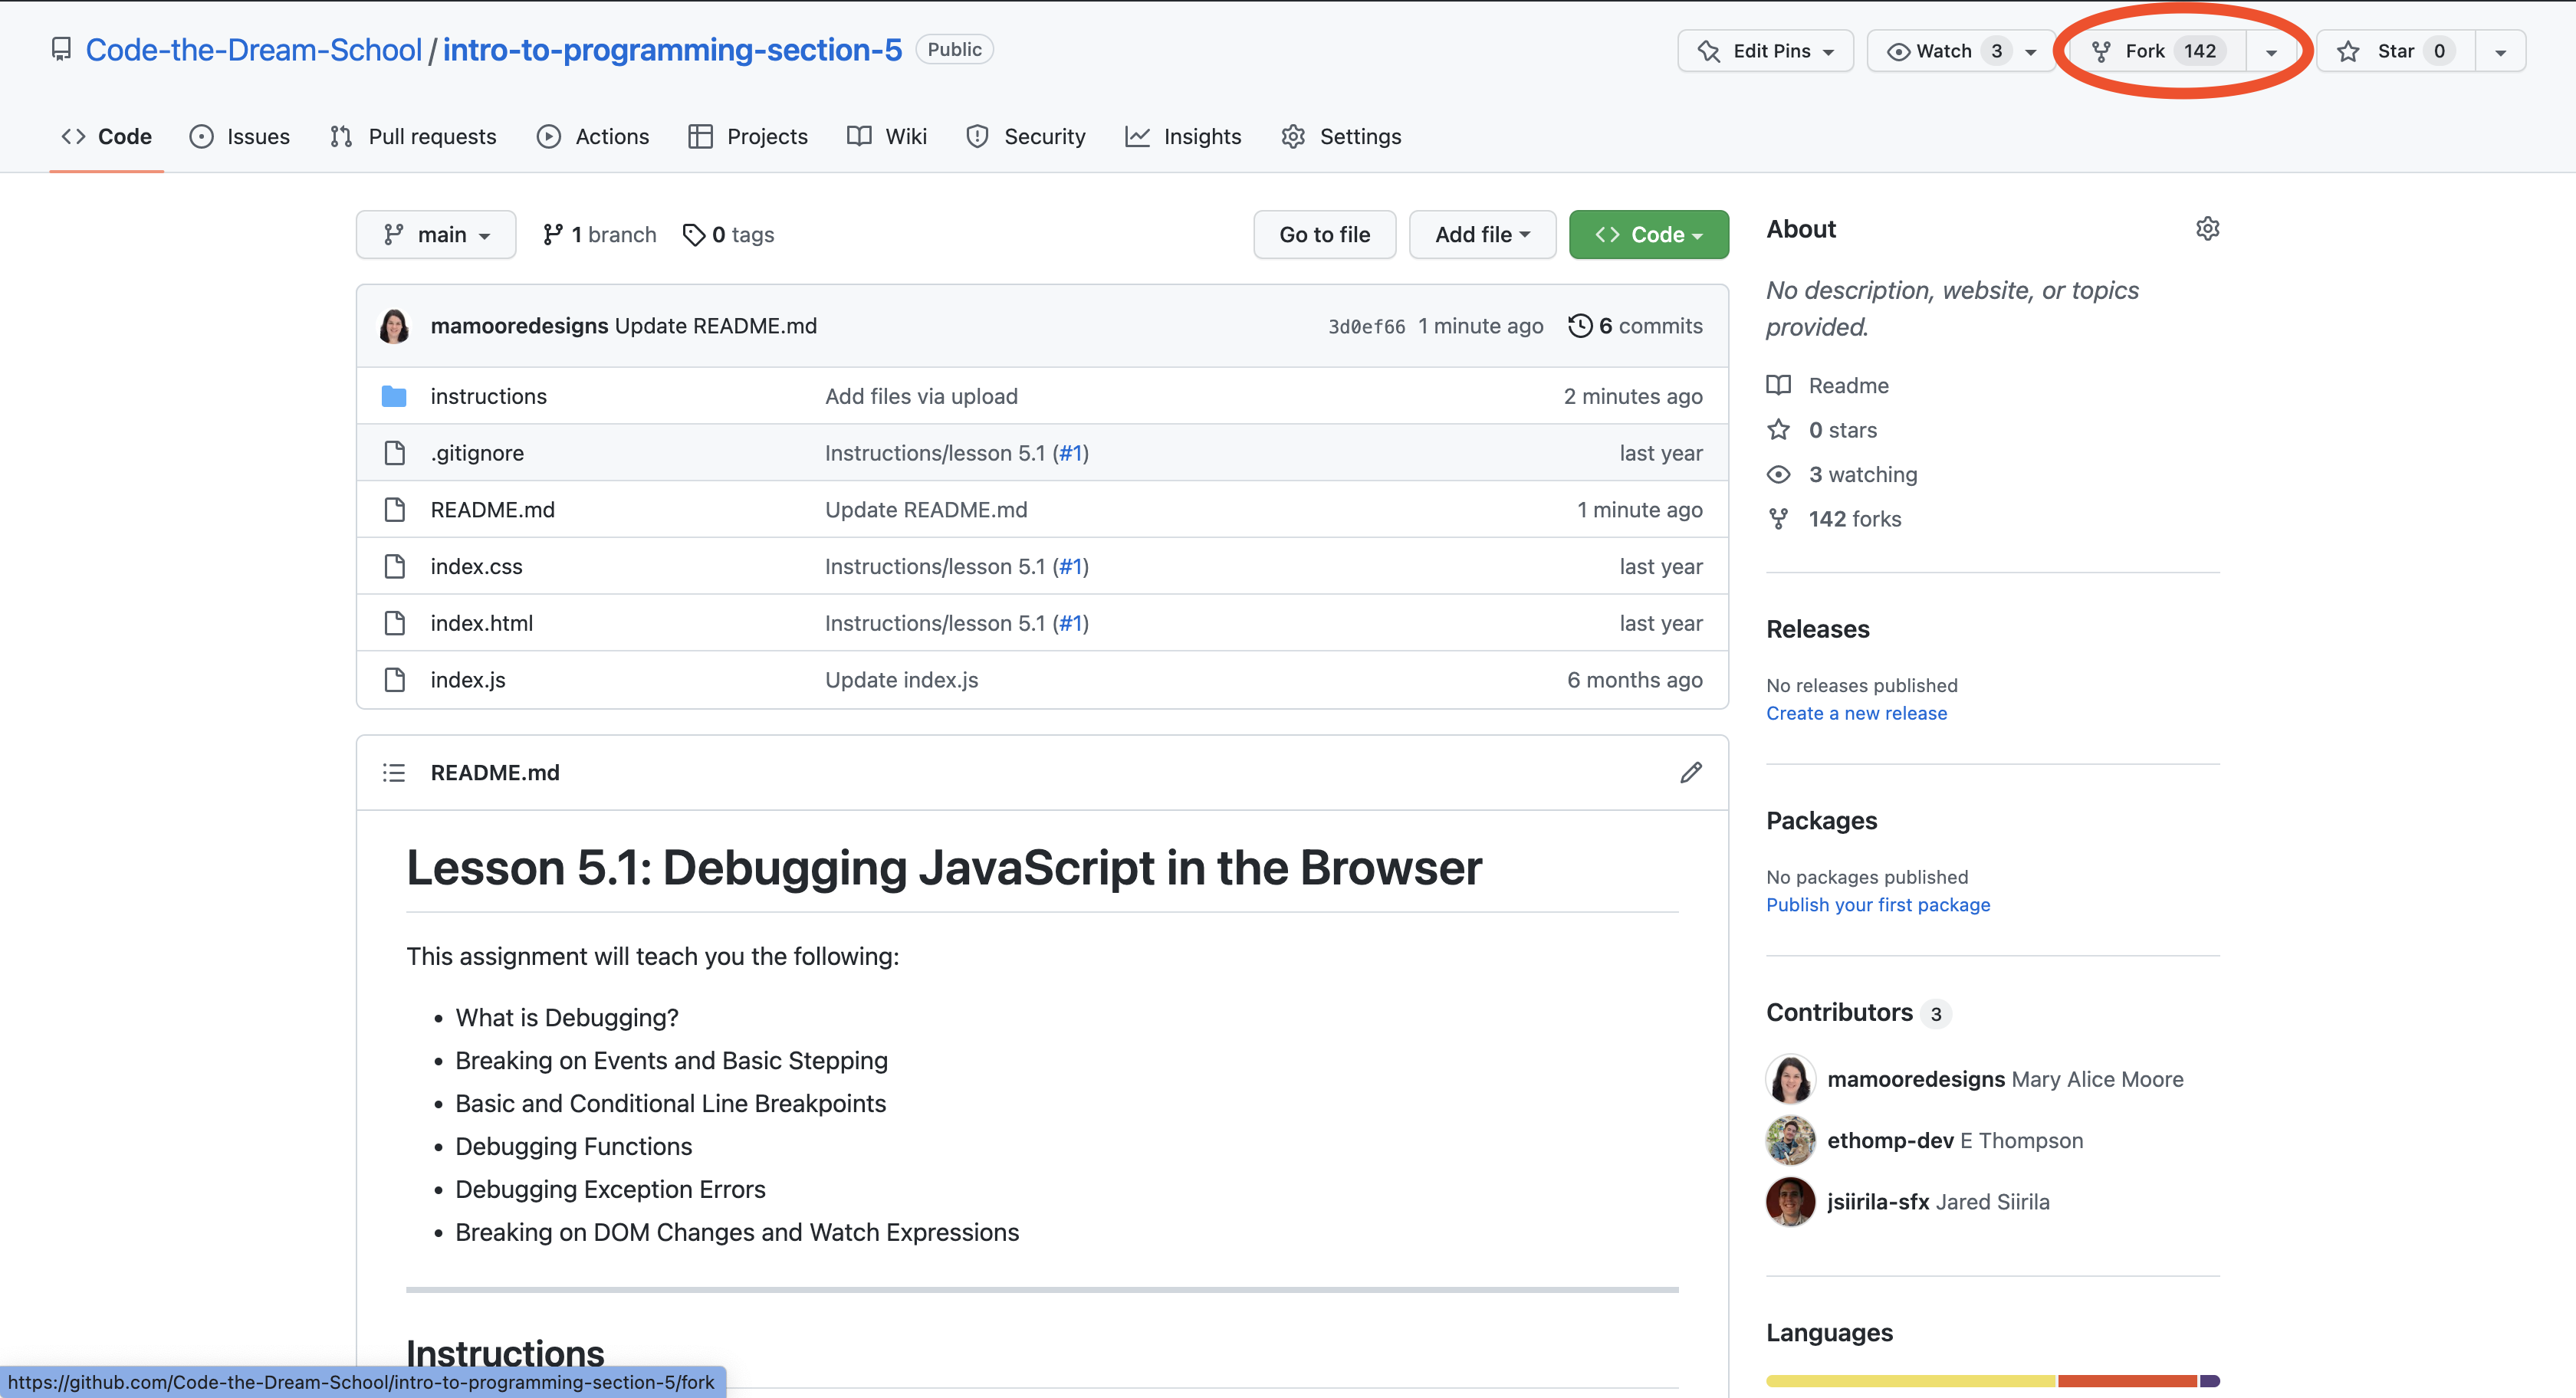 Code-the-Dream-School / intro-to-programming-section-5 Public
Edit Pins Watch 3 Fork 142 Star 0
Code Issues Pull requests Actions Projects Wiki Security Insights Settings
main 1 branch 0 tags Go to file Add file Code
mamooredesigns Update README.md 3d0ef66 1 minute ago 6 commits
instructions Add files via upload 2 minutes ago
.gitignore Instructions/lesson 5.1 (#1) last year
README.md Update README.md 1 minute ago
index.css Instructions/lesson 5.1 (#1) last year
index.html Instructions/lesson 5.1 (#1) last year
index.js Update index.js 6 months ago
README.md
Lesson 5.1: Debugging JavaScript in the Browser
This assignment will teach you the following:
• What is Debugging?
• Breaking on Events and Basic Stepping
• Basic and Conditional Line Breakpoints
• Debugging Functions
• Debugging Exception Errors
• Breaking on DOM Changes and Watch Expressions
Instructions
https://github.com/Code-the-Dream-School/intro-to-programming-section-5/fork
About
No description, website, or topics
provided.
Readme
0 stars
3 watching
142 forks
Releases
No releases published
Create a new release
Packages
No packages published
Publish your first package
Contributors 3
mamooredesigns Mary Alice Moore
ethomp-dev E Thompson
jsiirila-sfx Jared Siirila
Languages